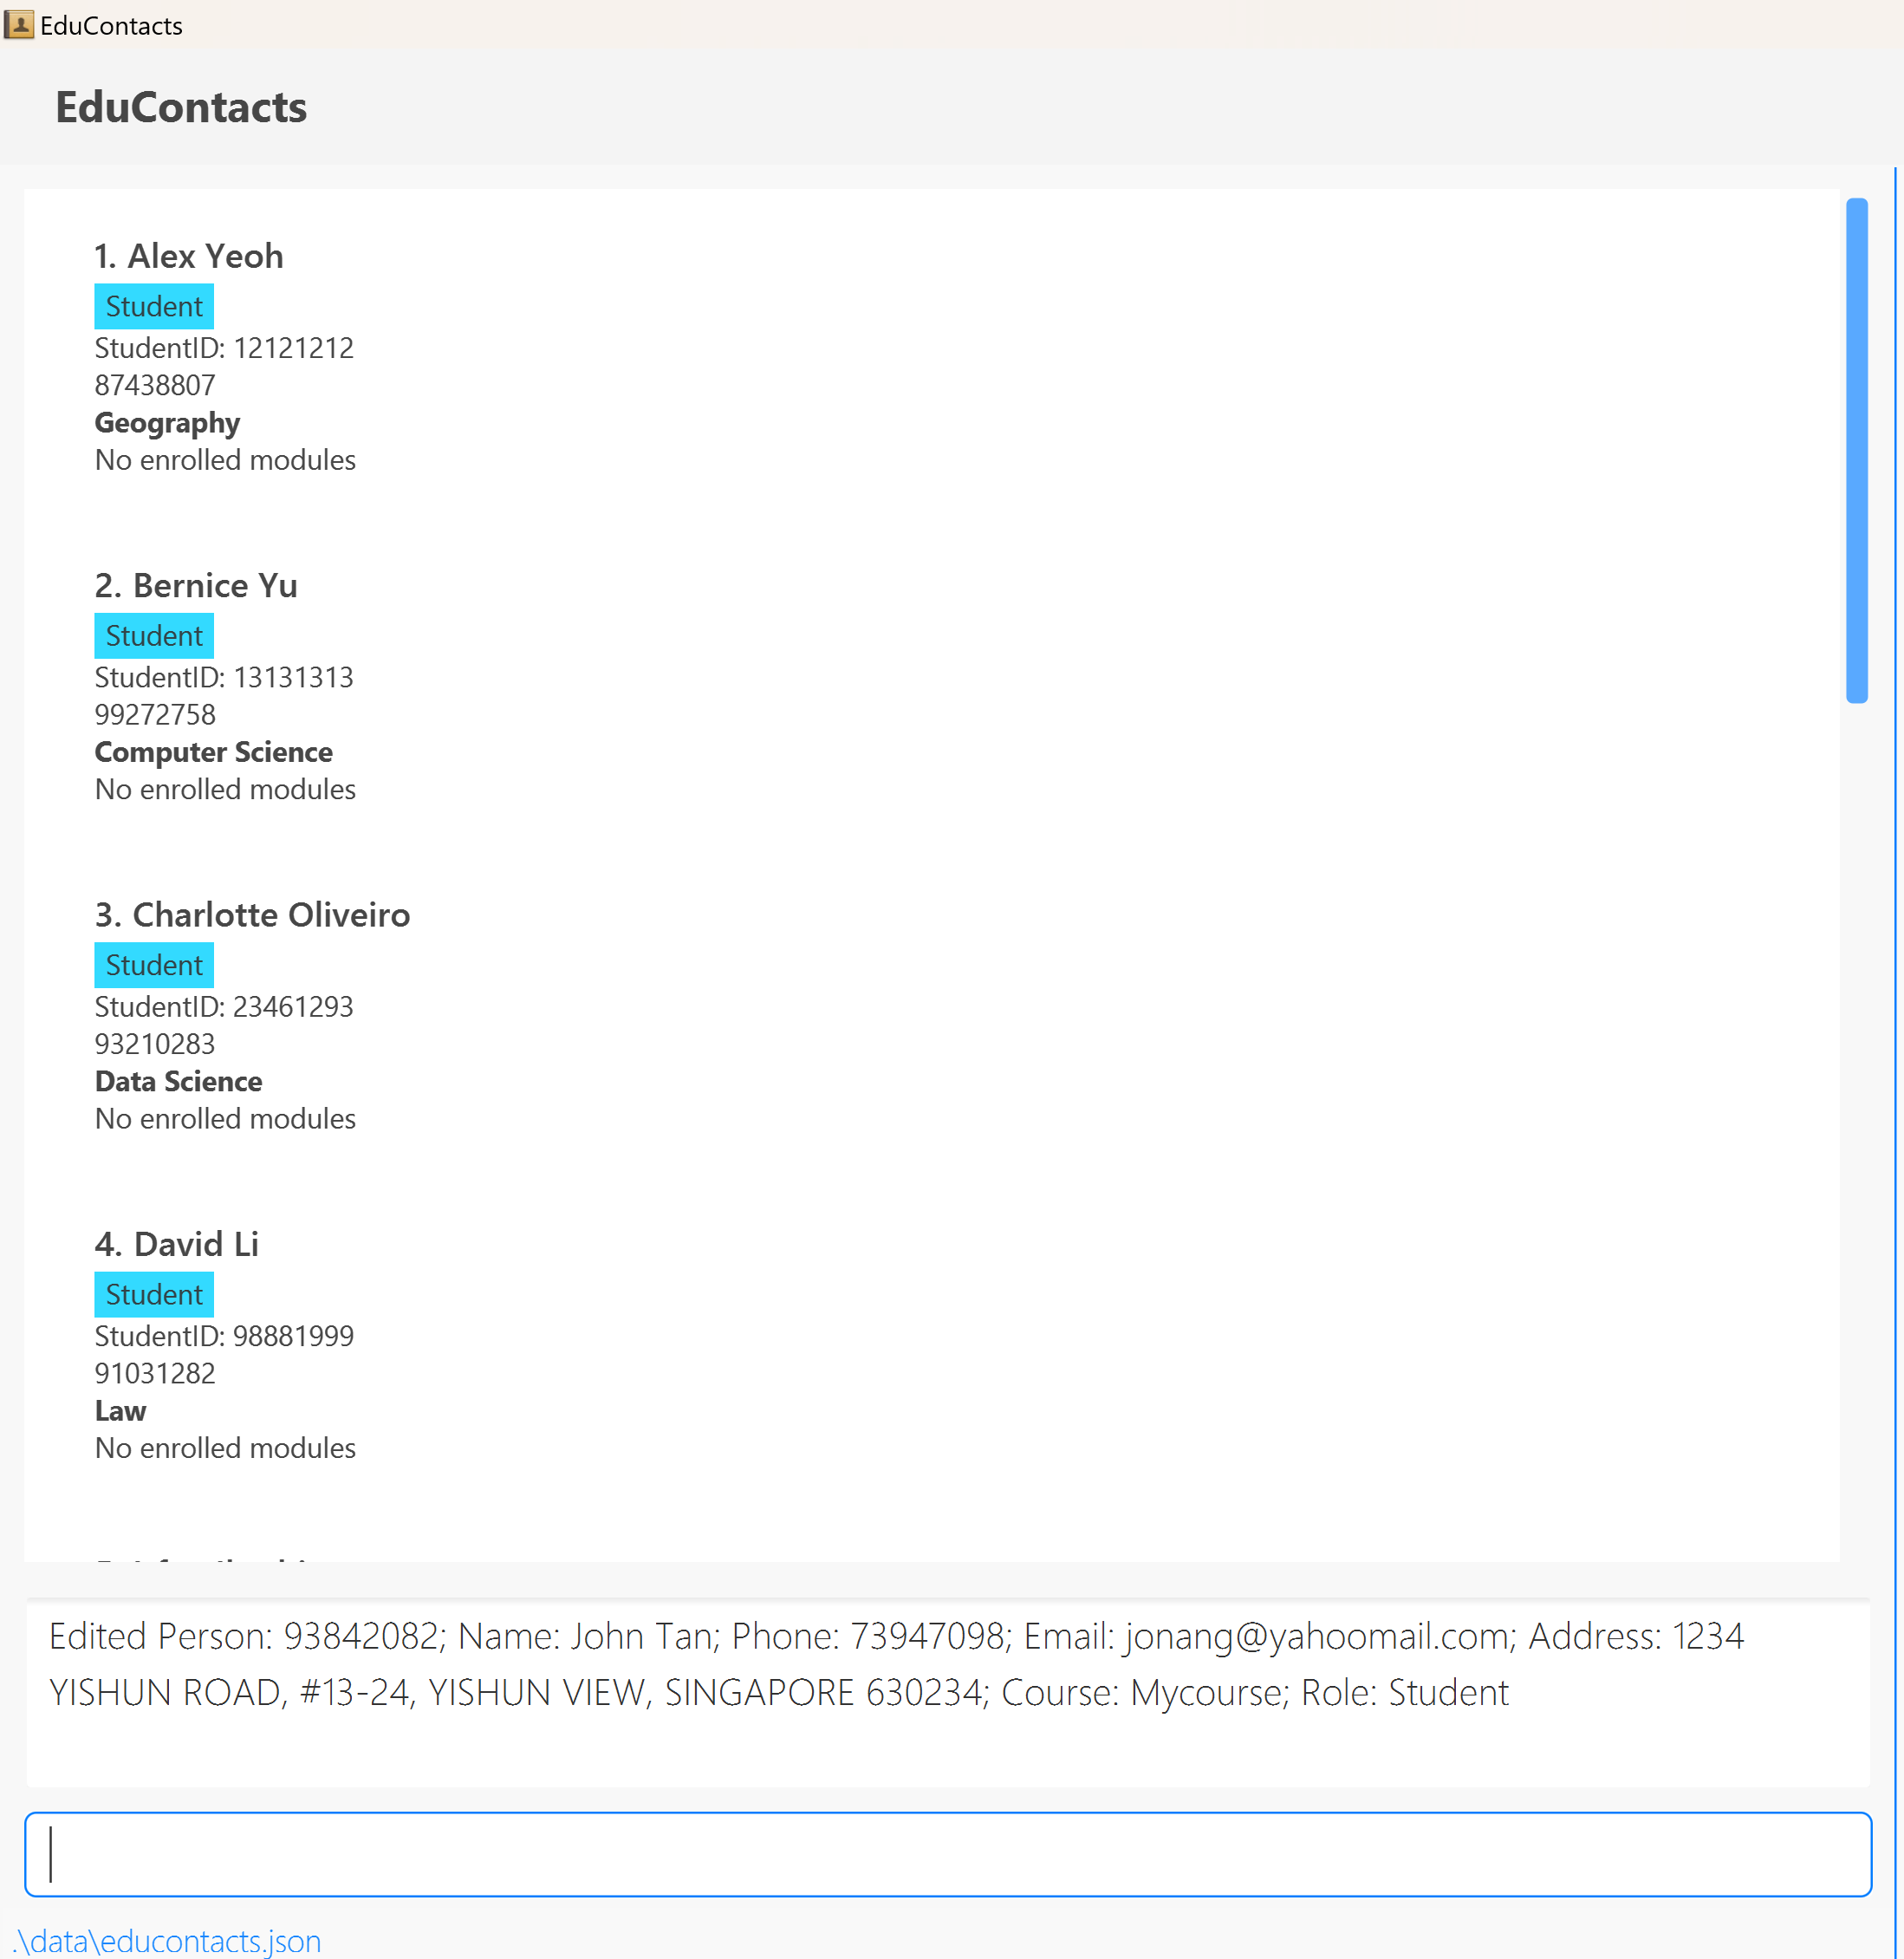 EduContacts
EduContacts
1. Alex Yeoh
Student
StudentID: 12121212
87438807
Geography
No enrolled modules
2. Bernice Yu
Student
StudentID: 13131313
99272758
Computer Science
No enrolled modules
3. Charlotte Oliveiro
Student
StudentID: 23461293
93210283
Data Science
No enrolled modules
4. David Li
Student
StudentID: 98881999
91031282
Law
No enrolled modules
Edited Person: 93842082; Name: John Tan; Phone: 73947098; Email: jonang@yahoomail.com; Address: 1234
YISHUN ROAD, #13-24, YISHUN VIEW, SINGAPORE 630234; Course: Mycourse; Role: Student
.\data\educontacts.json